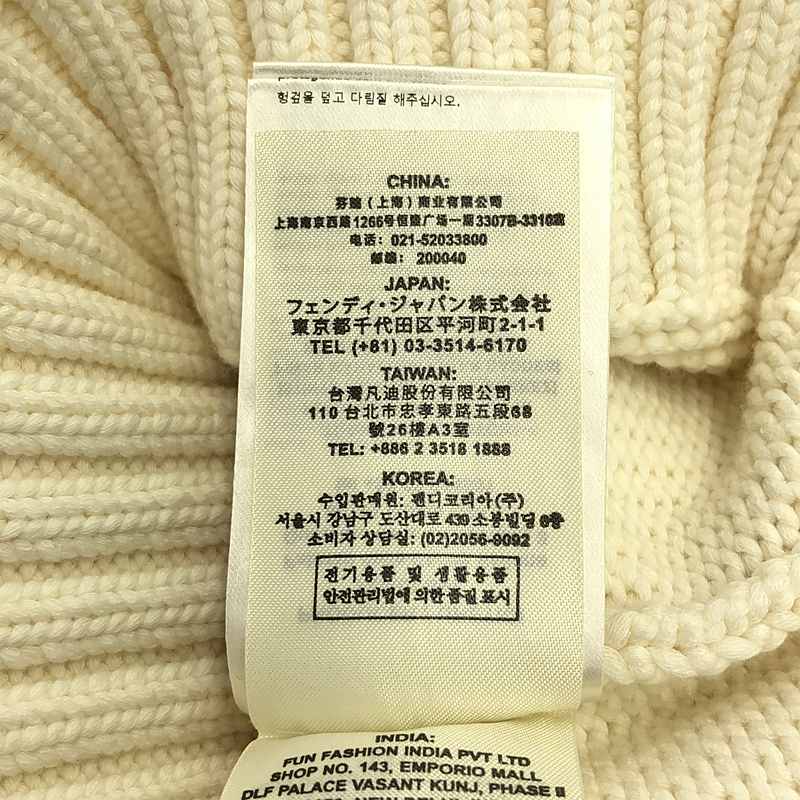 헝겊을 덮고 다림질 해주십시오.
CHINA:
芬迪（上海）商业有限公司
上海南京西路1266号恒隆广场一期3307B-3310室
电话: 021-52033800
邮编: 200040
JAPAN:
フェンディ・ジャパン株式会社
東京都千代田区平河町2-1-1
TEL (+81) 03-3514-6170
TAIWAN:
台灣凡迪股份有限公司
110 台北市忠孝東路五段68
號26樓A3室
TEL: +886 2 3518 1888
KOREA:
수입판매원: 펜디코리아(주)
서울시 강남구 도산대로 439 소봉빌딩 6층
소비자 상담실: (02)2056-9092
전기용품 및 생활용품
안전관리법에 의한 품질 표시
INDIA:
FUN FASHION INDIA PVT LTD
SHOP NO. 143, EMPORIO MALL
DLF PALACE VASANT KUNJ, PHASE II